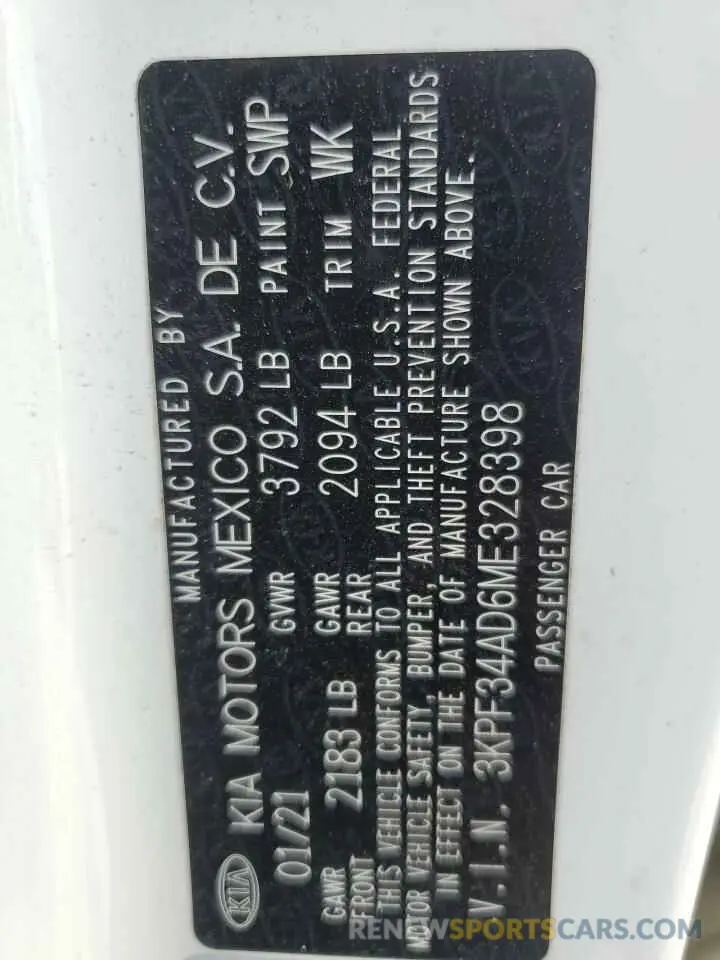 MANUFACTURED BY
KIA KIA MOTORS MEXICO S.A. DE C.V.
01/21 GVWR 3792 LB PAINT SWP
GAWR FRONT 2183 LB GAWR REAR 2094 LB TRIM WK
THIS VEHICLE CONFORMS TO ALL APPLICABLE U.S.A. FEDERAL
MOTOR VEHICLE SAFETY, BUMPER, AND THEFT PREVENTION STANDARDS
IN EFFECT ON THE DATE OF MANUFACTURE SHOWN ABOVE.
V.I.N. 3KPF34AD6ME328398
PASSENGER CAR
RENEWSPORTSCARS.COM